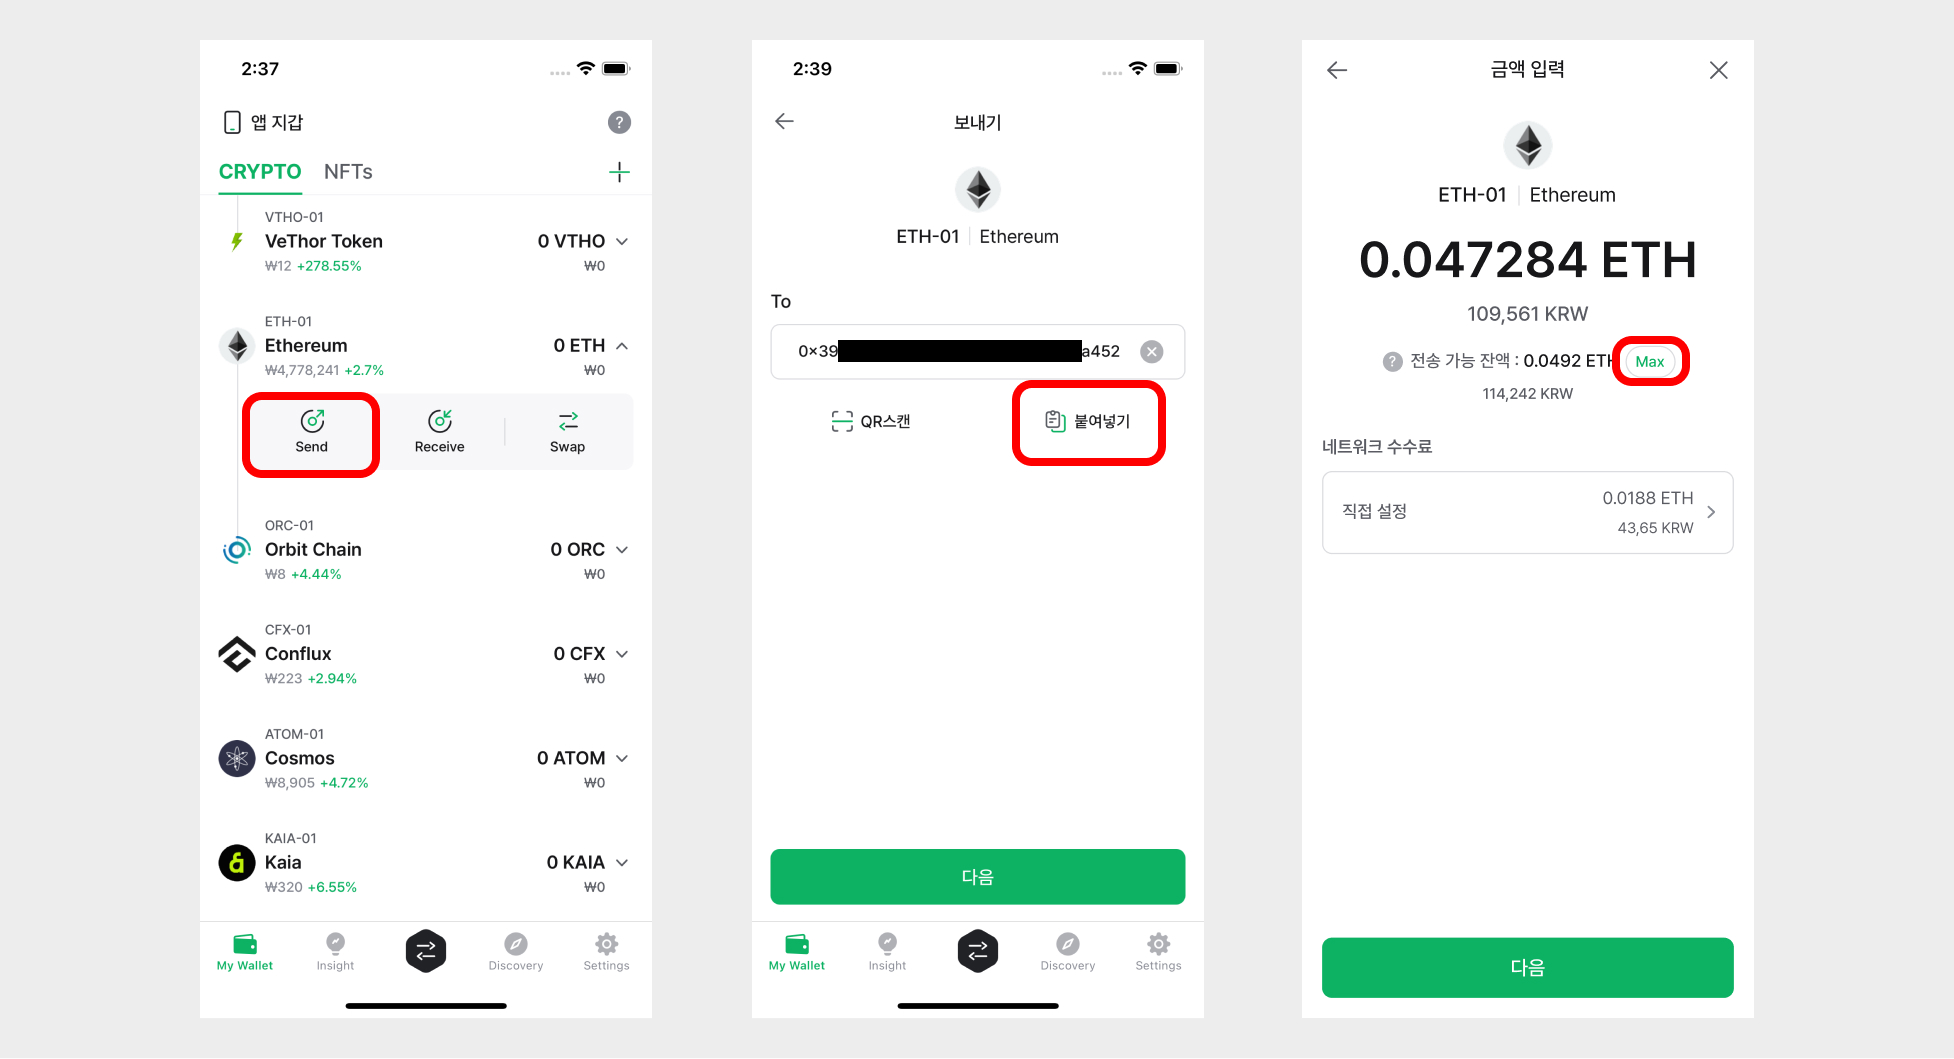 2:37
앱 지갑
?
CRYPTO NFTs
VTHO-01
VeThor Token 0 VTHO
₩12 +278.55% ₩0
ETH-01
Ethereum 0 ETH
₩4,778,241 +2.7% ₩0
Send Receive Swap
ORC-01
Orbit Chain 0 ORC
₩8 +4.44% ₩0
CFX-01
Conflux 0 CFX
₩223 +2.94% ₩0
ATOM-01
Cosmos 0 ATOM
₩8,905 +4.72% ₩0
KAIA-01
Kaia 0 KAIA
₩320 +6.55% ₩0
My Wallet Insight Discovery Settings
2:39
보내기
ETH-01 Ethereum
To
0x39 a452
QR스캔 붙여넣기
다음
My Wallet Insight Discovery Settings
금액 입력
ETH-01 Ethereum
0.047284 ETH
109,561 KRW
? 전송 가능 잔액 : 0.0492 ETH Max
114,242 KRW
네트워크 수수료
직접 설정 0.0188 ETH
43,65 KRW
다음